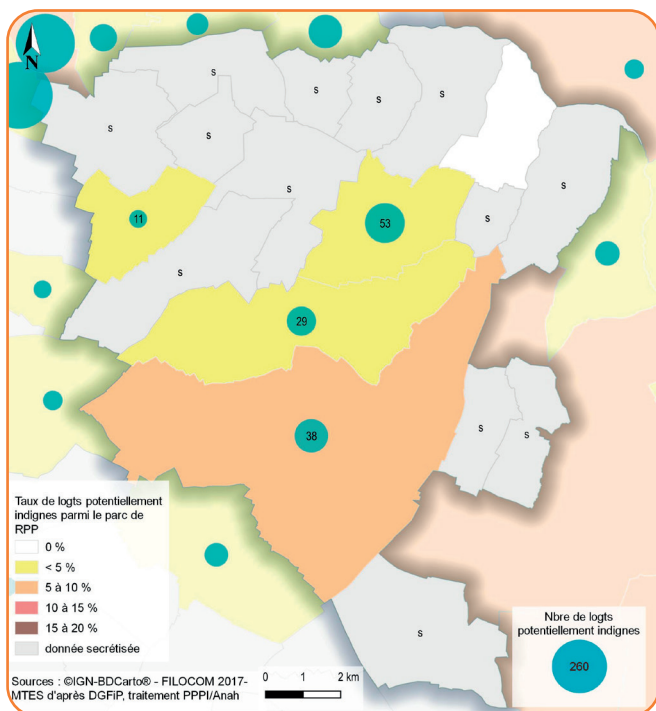 N
s
s
s
s
s
s
s
s
11
53
s
s
29
38
s
s
s
Taux de logts potentiellement
indignes parmi le parc de
RPP
0 %
< 5 %
5 à 10 %
10 à 15 %
15 à 20 %
donnée secrétisée
Nbre de logts
potentiellement indignes
260
Sources : ©IGN-BDCarto® - FILOCOM 2017-
MTES d'après DGFiP, traitement PPPI/Anah
0 1 2 km